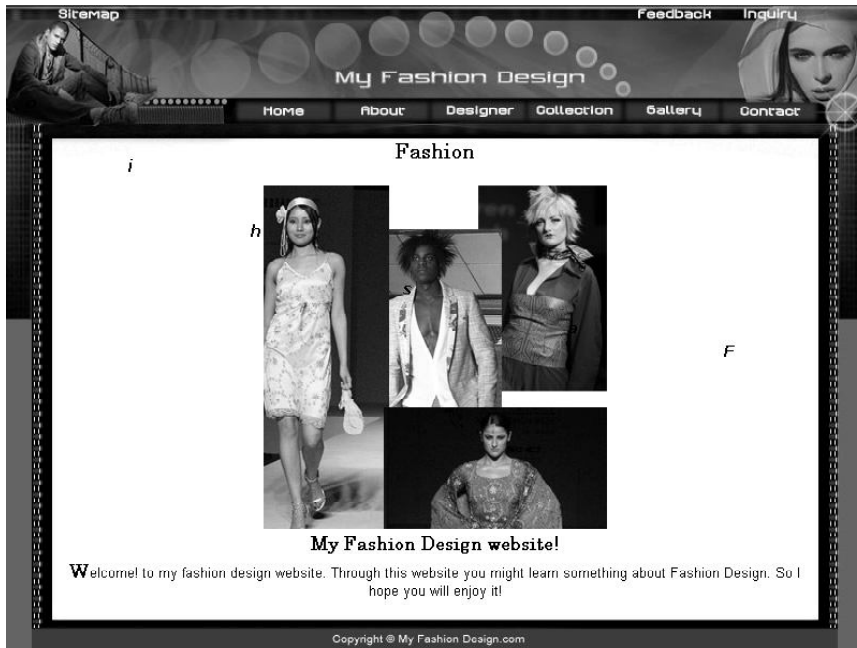 SiteMap Feedback Inquiry
My Fashion Design
Home About Designer Collection Gallery Contact
Fashion
i
h
s
F
My Fashion Design website!
Welcome! to my fashion design website. Through this website you might learn something about Fashion Design. So I
hope you will enjoy it!
Copyright © My Fashion Design.com